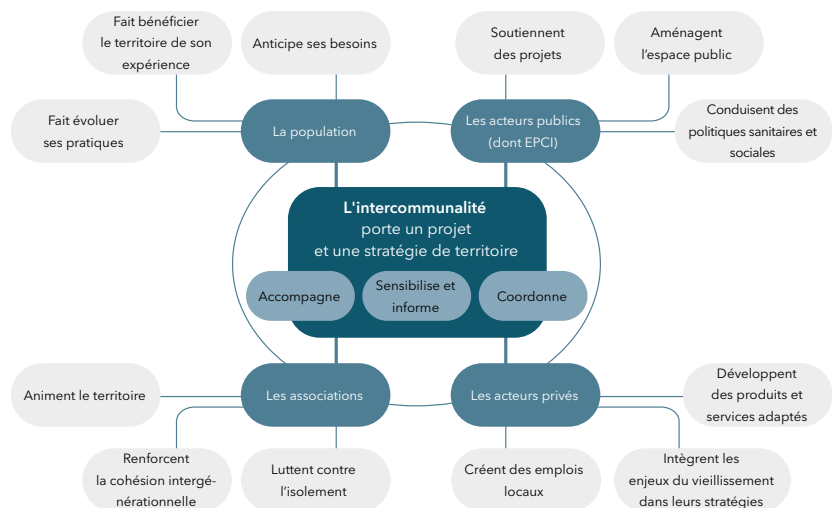 Fait bénéficier
le territoire de son
expérience
Anticipe ses besoins
Soutiennent
des projets
Aménagent
l’espace public
Fait évoluer
ses pratiques
La population
Les acteurs publics
(dont EPCI)
Conduisent des
politiques sanitaires et
sociales
L'intercommunalité
porte un projet
et une stratégie de territoire
Accompagne
Sensibilise et
informe
Coordonne
Animent le territoire
Les associations
Les acteurs privés
Développent
des produits et
services adaptés
Renforcent
la cohésion intergé-
nérationnelle
Luttent contre
l’isolement
Créent des emplois
locaux
Intègrent les
enjeux du vieillissement
dans leurs stratégies